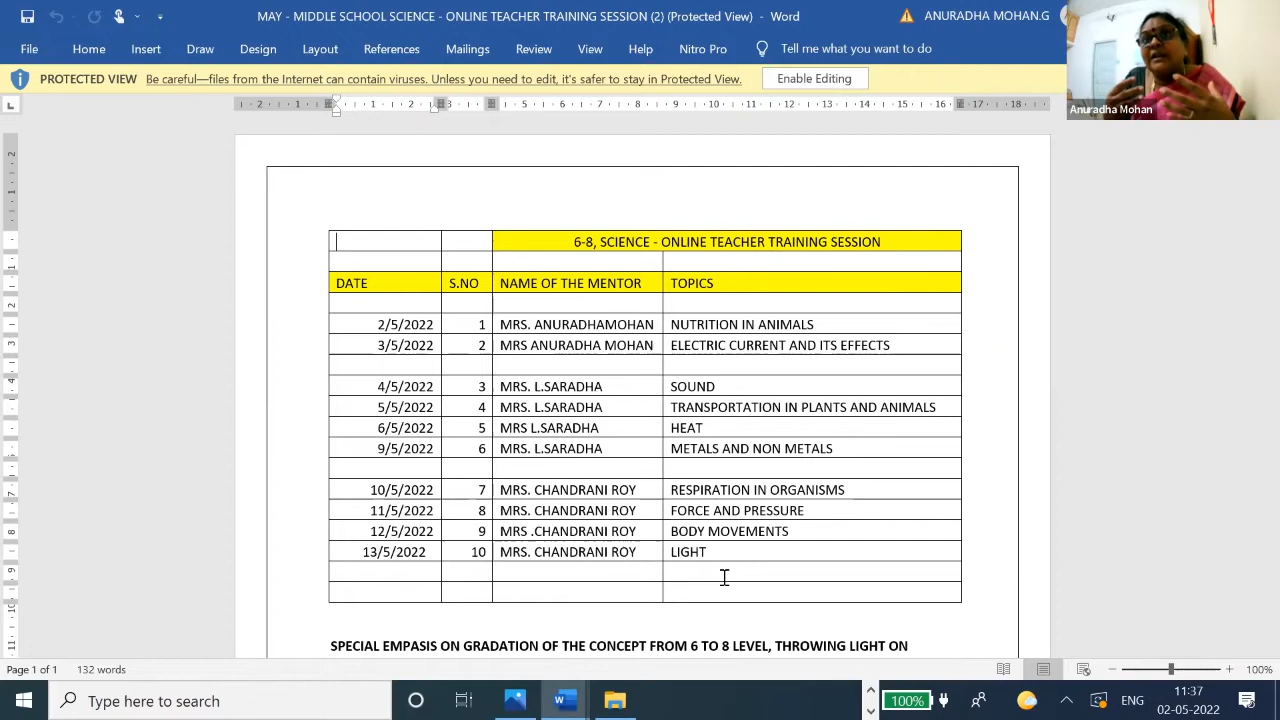 MAY - MIDDLE SCHOOL SCIENCE - ONLINE TEACHER TRAINING SESSION (2) (Protected View) - Word
ANURADHA MOHAN.G
File Home Insert Draw Design Layout References Mailings Review View Help Nitro Pro Tell me what you want to do
PROTECTED VIEW Be careful—files from the Internet can contain viruses. Unless you need to edit, it's safer to stay in Protected View. Enable Editing
Anuradha Mohan
6-8, SCIENCE - ONLINE TEACHER TRAINING SESSION
DATE S.NO NAME OF THE MENTOR TOPICS
2/5/2022 1 MRS. ANURADHAMOHAN NUTRITION IN ANIMALS
3/5/2022 2 MRS ANURADHA MOHAN ELECTRIC CURRENT AND ITS EFFECTS
4/5/2022 3 MRS. L.SARADHA SOUND
5/5/2022 4 MRS. L.SARADHA TRANSPORTATION IN PLANTS AND ANIMALS
6/5/2022 5 MRS L.SARADHA HEAT
9/5/2022 6 MRS. L.SARADHA METALS AND NON METALS
10/5/2022 7 MRS. CHANDRANI ROY RESPIRATION IN ORGANISMS
11/5/2022 8 MRS. CHANDRANI ROY FORCE AND PRESSURE
12/5/2022 9 MRS .CHANDRANI ROY BODY MOVEMENTS
13/5/2022 10 MRS. CHANDRANI ROY LIGHT
SPECIAL EMPASIS ON GRADATION OF THE CONCEPT FROM 6 TO 8 LEVEL, THROWING LIGHT ON
Page 1 of 1 132 words 100%
Type here to search 100% ENG 11:37
02-05-2022